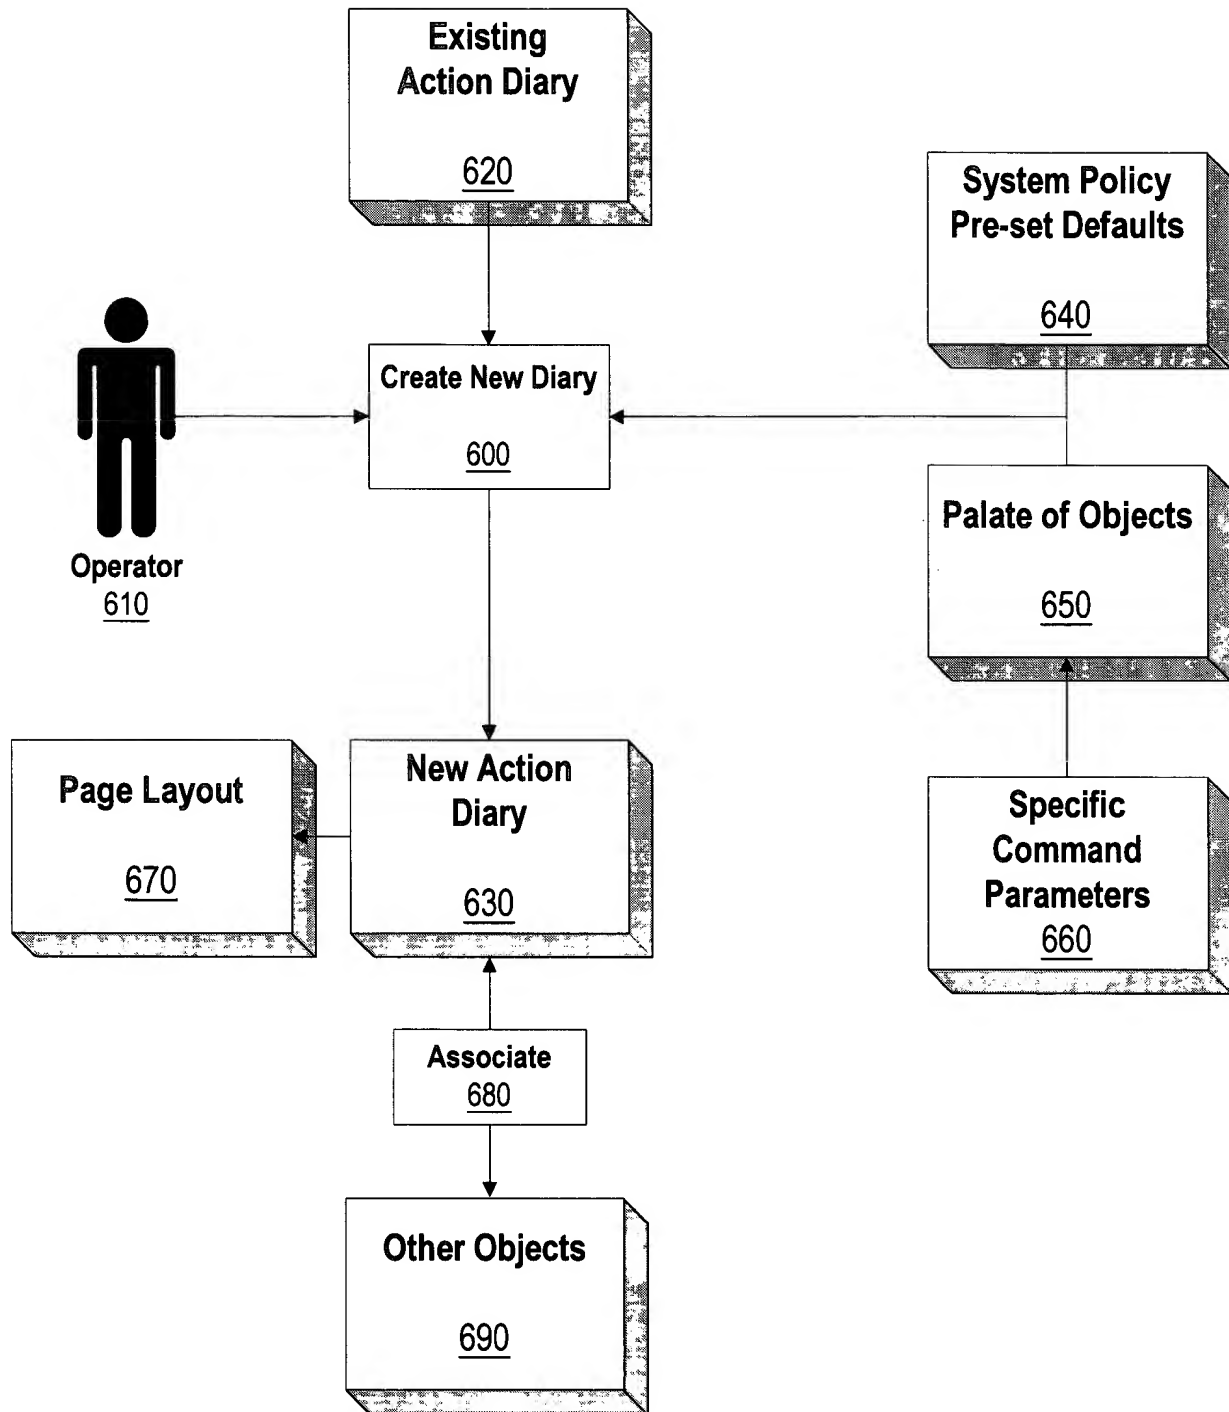 Existing
Action Diary
620
System Policy
Pre-set Defaults
640
Create New Diary
600
Operator
610
Palate of Objects
650
Page Layout
670
New Action
Diary
630
Specific
Command
Parameters
660
Associate
680
Other Objects
690